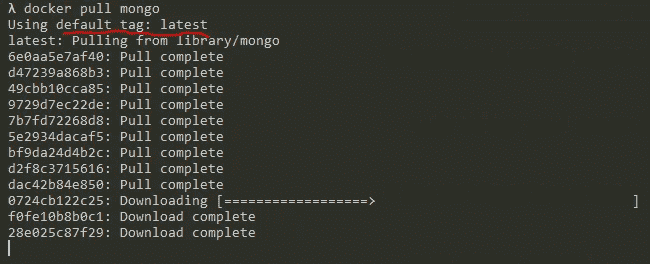 λ docker pull mongo
Using default tag: latest
latest: Pulling from library/mongo
6e0aa5e7af40: Pull complete
d47239a868b3: Pull complete
49cbb10cca85: Pull complete
9729d7ec22de: Pull complete
7b7fd72268d8: Pull complete
5e2934dacaf5: Pull complete
bf9da24d4b2c: Pull complete
d2f8c3715616: Pull complete
dac42b84e850: Pull complete
0724cb122c25: Downloading [==================>                                ]
f0fe10b8b0c1: Download complete
28e025c87f29: Download complete